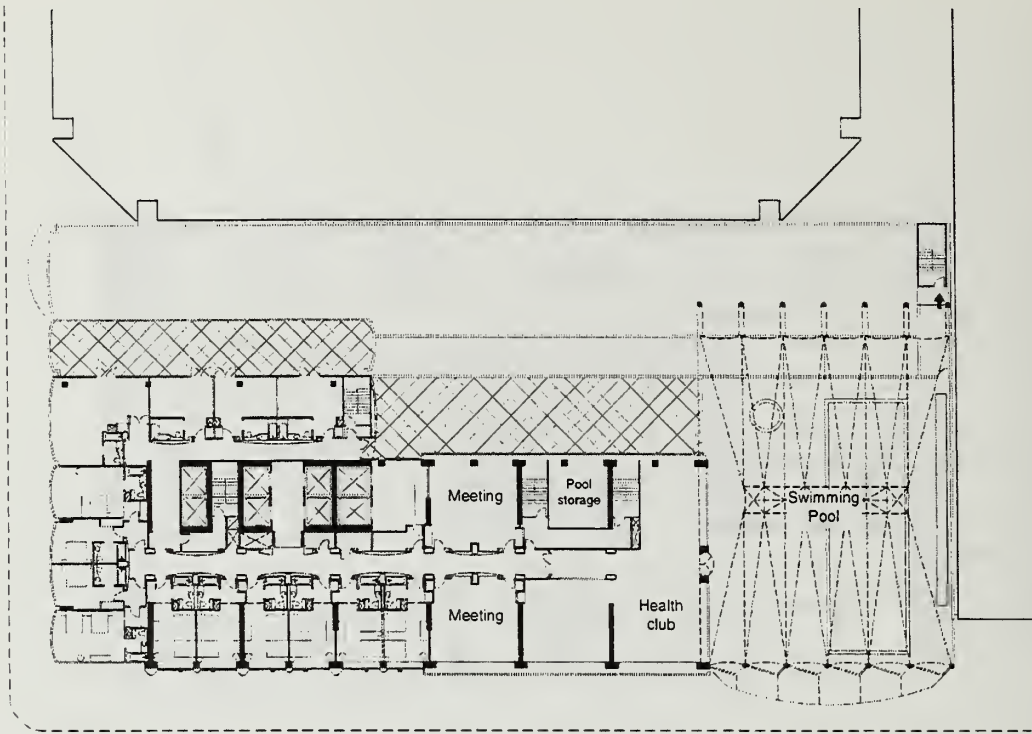 Meeting
Pool
storage
Swimming
Pool
Meeting
Health
club